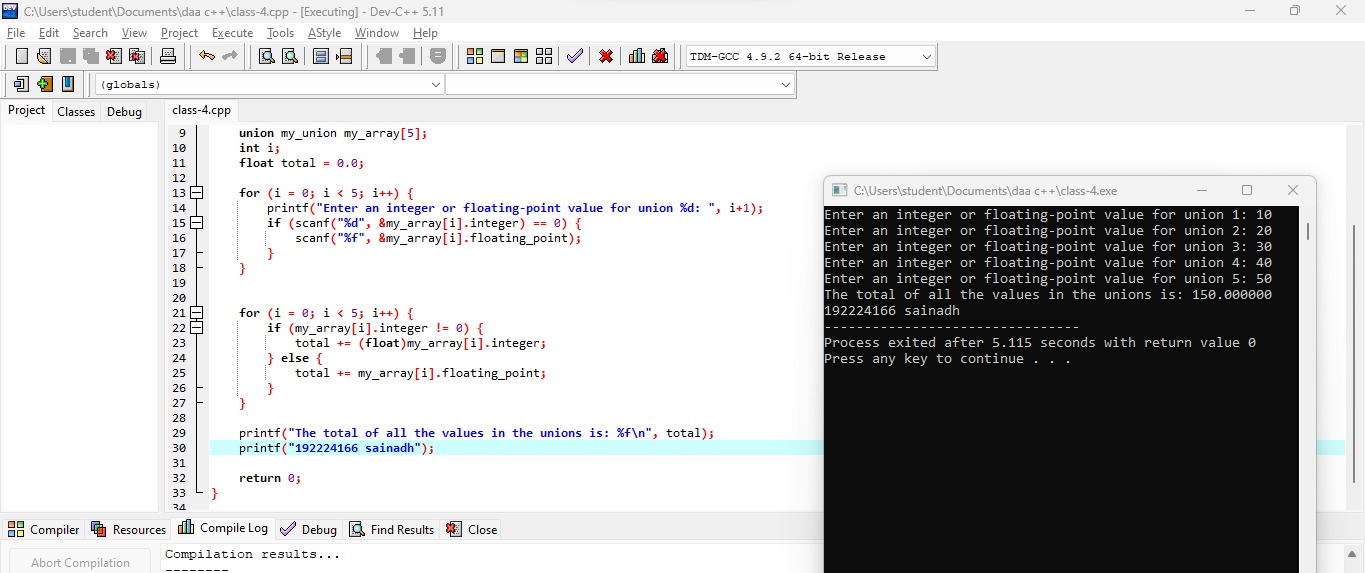 C:\Users\student\Documents\daa c++\class-4.cpp - [Executing] - Dev-C++ 5.11
File Edit Search View Project Execute Tools AStyle Window Help
TDM-GCC 4.9.2 64-bit Release
(globals)
Project Classes Debug
class-4.cpp
9 union my_union my_array[5];
10 int i;
11 float total = 0.0;
12
13 for (i = 0; i < 5; i++) {
14 printf("Enter an integer or floating-point value for union %d: ", i+1);
15 if (scanf("%d", &my_array[i].integer) == 0) {
16 scanf("%f", &my_array[i].floating_point);
17 }
18 }
19
20
21 for (i = 0; i < 5; i++) {
22 if (my_array[i].integer != 0) {
23 total += (float)my_array[i].integer;
24 } else {
25 total += my_array[i].floating_point;
26 }
27 }
28
29 printf("The total of all the values in the unions is: %f\n", total);
30 printf("192224166 sainadh");
31
32 return 0;
33 }
34
C:\Users\student\Documents\daa c++\class-4.exe
Enter an integer or floating-point value for union 1: 10
Enter an integer or floating-point value for union 2: 20
Enter an integer or floating-point value for union 3: 30
Enter an integer or floating-point value for union 4: 40
Enter an integer or floating-point value for union 5: 50
The total of all the values in the unions is: 150.000000
192224166 sainadh
--------------------------------
Process exited after 5.115 seconds with return value 0
Press any key to continue . . .
Compiler Resources Compile Log Debug Find Results Close
Abort Compilation
Compilation results...
--------